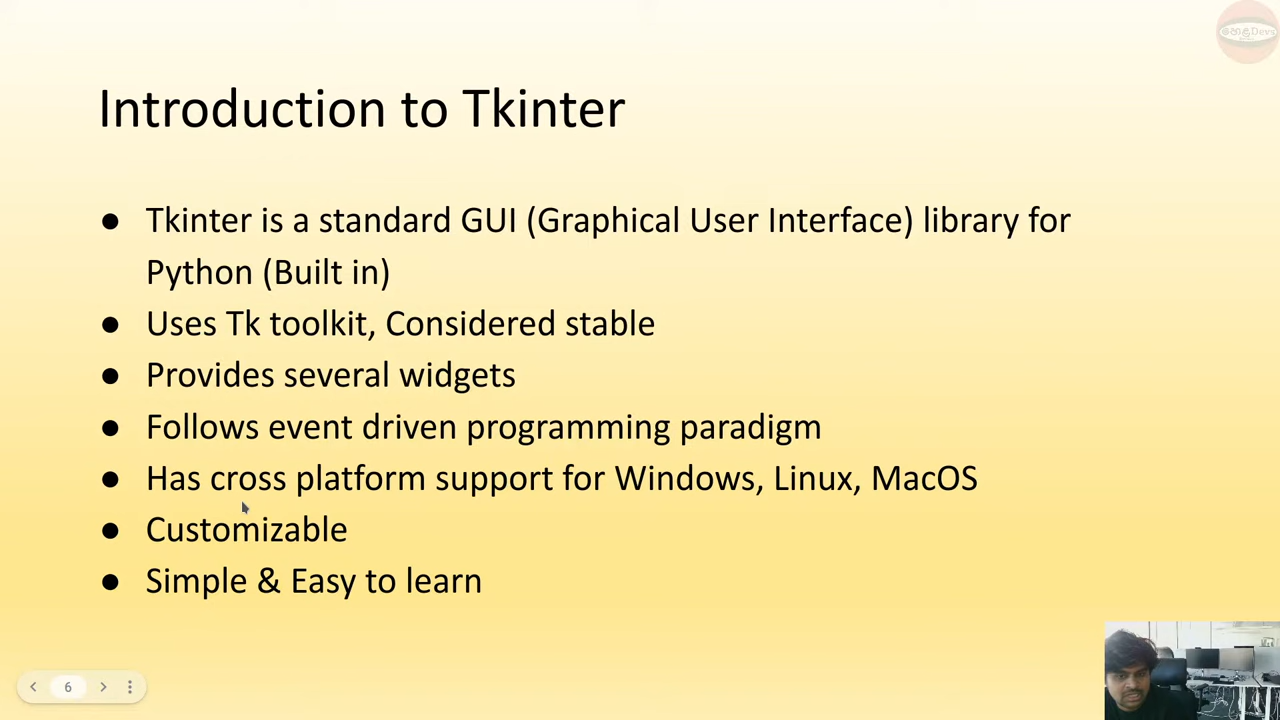 Introduction to Tkinter
● Tkinter is a standard GUI (Graphical User Interface) library for
Python (Built in)
● Uses Tk toolkit, Considered stable
● Provides several widgets
● Follows event driven programming paradigm
● Has cross platform support for Windows, Linux, MacOS
● Customizable
● Simple & Easy to learn
6